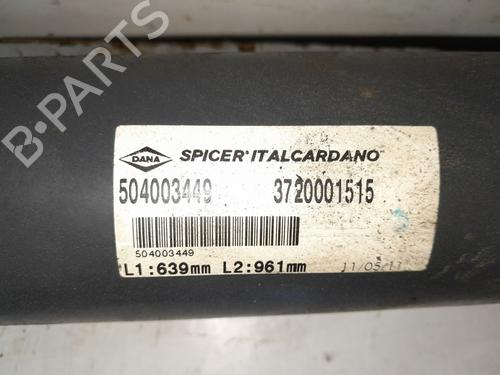 B-PARTS
DANA SPICER ITALCARDANO
504003449 3720001515
504003449
L1:639mm L2:961mm 11/05/11